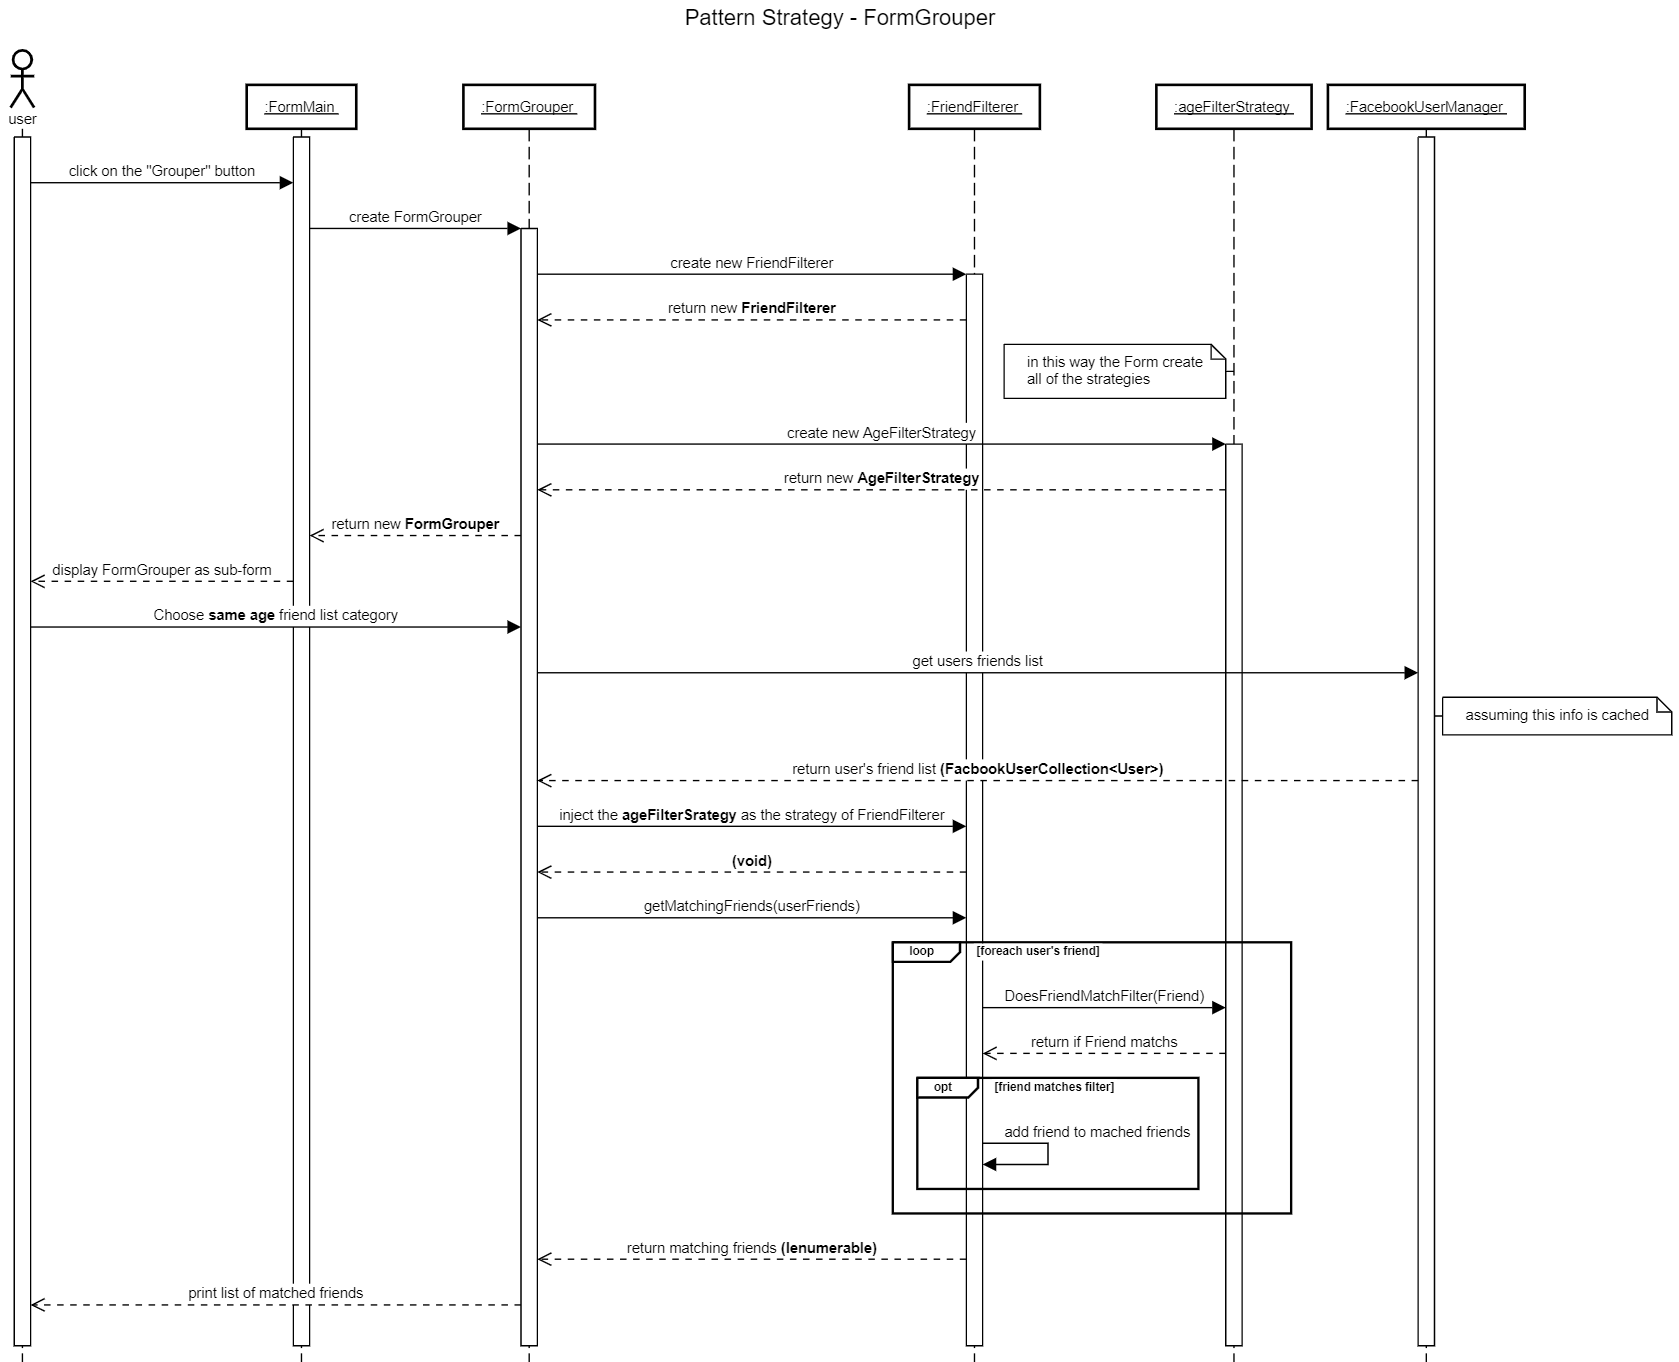 Pattern Strategy - FormGrouper
user
:FormMain
:FormGrouper
:FriendFilterer
:ageFilterStrategy
:FacebookUserManager
click on the "Grouper" button
create FormGrouper
create new FriendFilterer
return new FriendFilterer
in this way the Form create
all of the strategies
create new AgeFilterStrategy
return new AgeFilterStrategy
return new FormGrouper
display FormGrouper as sub-form
Choose same age friend list category
get users friends list
assuming this info is cached
return user's friend list (FacbookUserCollection<User>)
inject the ageFilterSrategy as the strategy of FriendFilterer
(void)
getMatchingFriends(userFriends)
loop
[foreach user's friend]
DoesFriendMatchFilter(Friend)
return if Friend matchs
opt
[friend matches filter]
add friend to mached friends
return matching friends (Ienumerable)
print list of matched friends